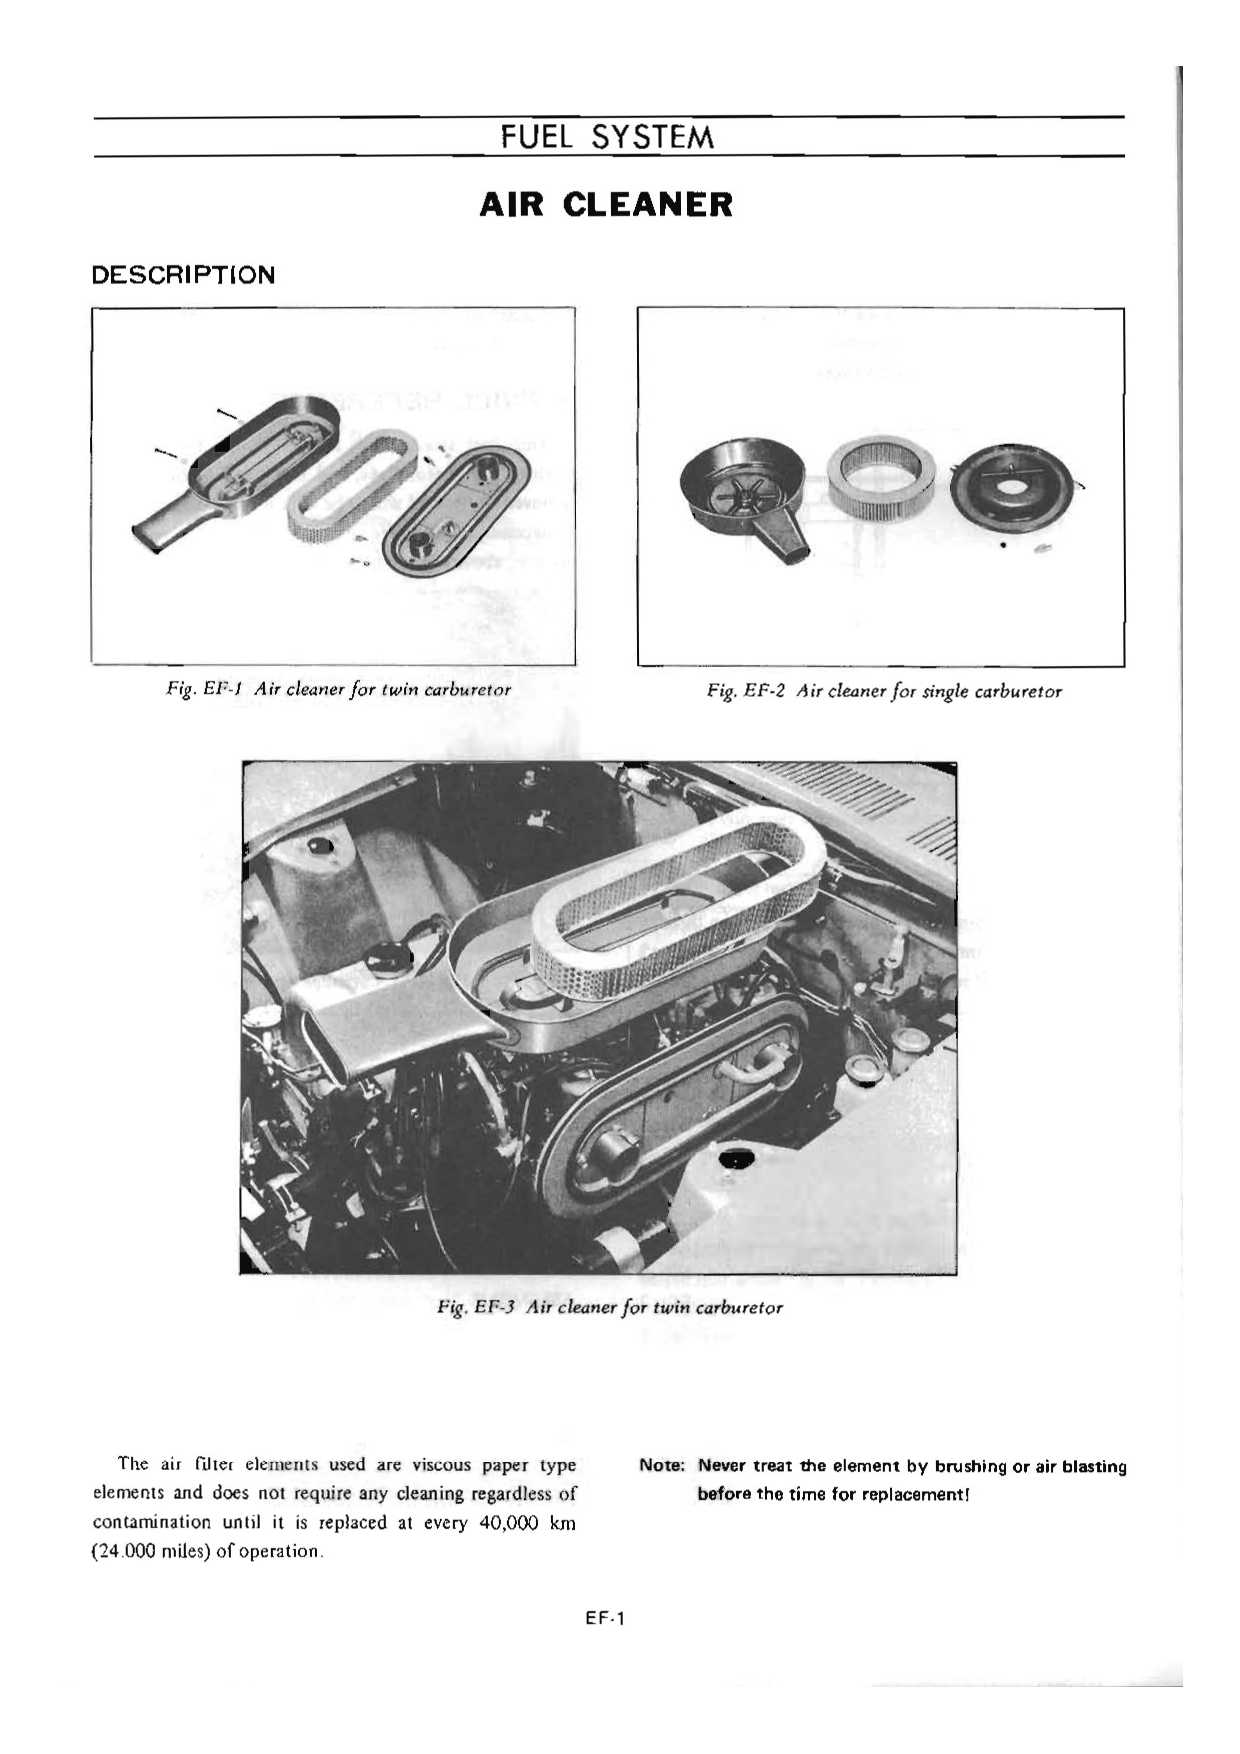 FUEL SYSTEM
AIR CLEANER
DESCRIPTION
Fig. EF-1 Air cleaner for twin carburetor
Fig. EF-2 Air cleaner for single carburetor
Fig. EF-3 Air cleaner for twin carburetor
The air filter elements used are viscous paper type
elements and does not require any cleaning regardless of
contamination until it is replaced at every 40,000 km
(24.000 miles) of operation.
Note: Never treat the element by brushing or air blasting
before the time for replacement!
EF-1